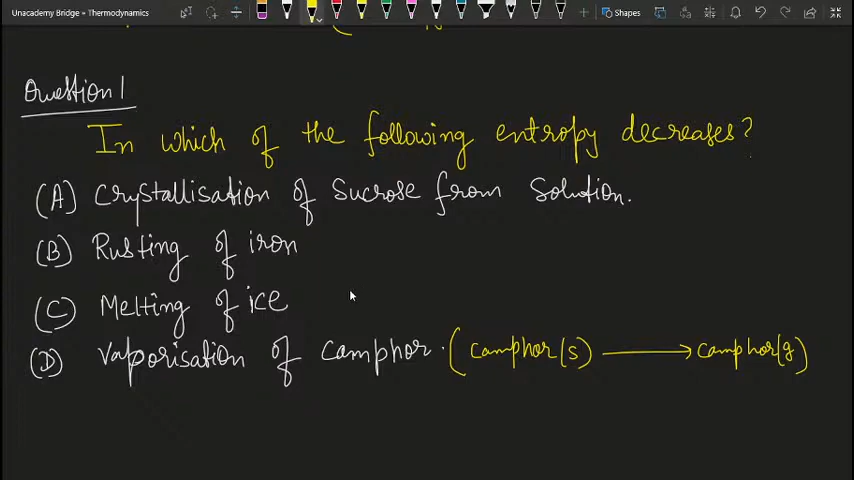 Unacademy Bridge - Thermodynamics
Shapes
Question 1
In which of the following entropy decreases?
(A) Crystallisation of Sucrose from Solution.
(B) Rusting of iron
(C) Melting of ice
(D) Vaporisation of camphor. (Camphor(s) ⟶ Camphor(g)